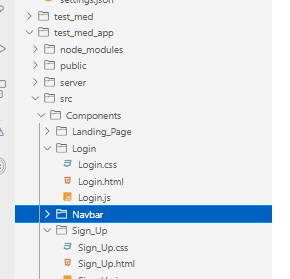 settings.json
test_med
test_med_app
node_modules
public
server
src
Components
Landing_Page
Login
Login.css
Login.html
Login.js
Navbar
Sign_Up
Sign_Up.css
Sign_Up.html